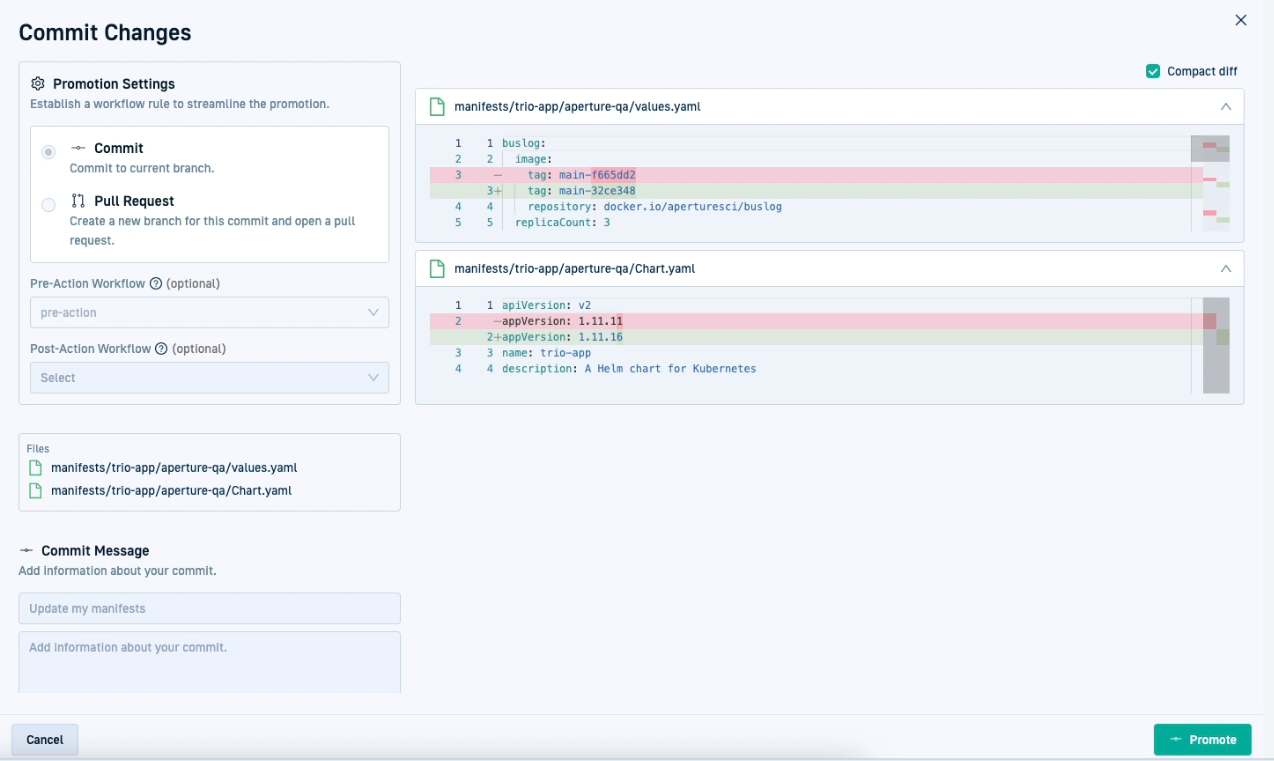 Commit Changes
Promotion Settings
Establish a workflow rule to streamline the promotion.
Commit
Commit to current branch.
Pull Request
Create a new branch for this commit and open a pull
request.
Pre-Action Workflow ? (optional)
pre-action
Post-Action Workflow ? (optional)
Select
Files
manifests/trio-app/aperture-qa/values.yaml
manifests/trio-app/aperture-qa/Chart.yaml
Commit Message
Add information about your commit.
Update my manifests
Add information about your commit.
Compact diff
manifests/trio-app/aperture-qa/values.yaml
1 1 buslog:
2 2 image:
3 — tag: main-f665dd2
3+ tag: main-32ce348
4 4 repository: docker.io/aperturesci/buslog
5 5 replicaCount: 3
manifests/trio-app/aperture-qa/Chart.yaml
1 1 apiVersion: v2
2 —appVersion: 1.11.11
2+appVersion: 1.11.16
3 3 name: trio-app
4 4 description: A Helm chart for Kubernetes
Cancel
Promote